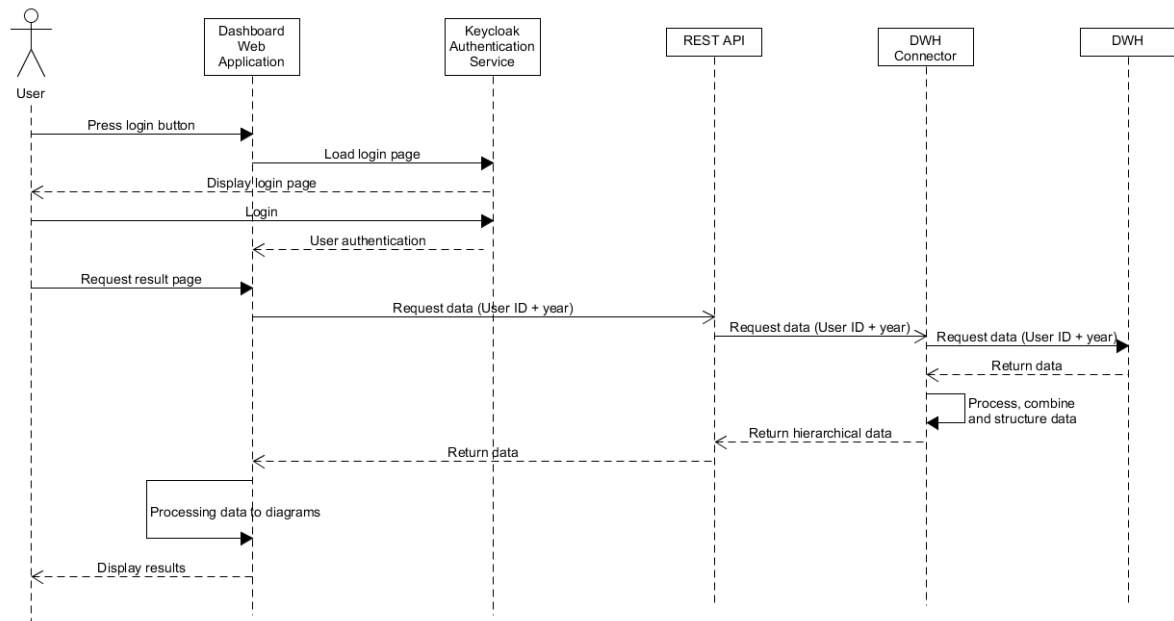 Dashboard
Web
Application
Keycloak
Authentication
Service
REST API
DWH
Connector
DWH
User
Press login button
Load login page
Display login page
Login
User authentication
Request result page
Request data (User ID + year)
Request data (User ID + year)
Request data (User ID + year)
Return data
Process, combine
and structure data
Return hierarchical data
Return data
Processing data to diagrams
Display results